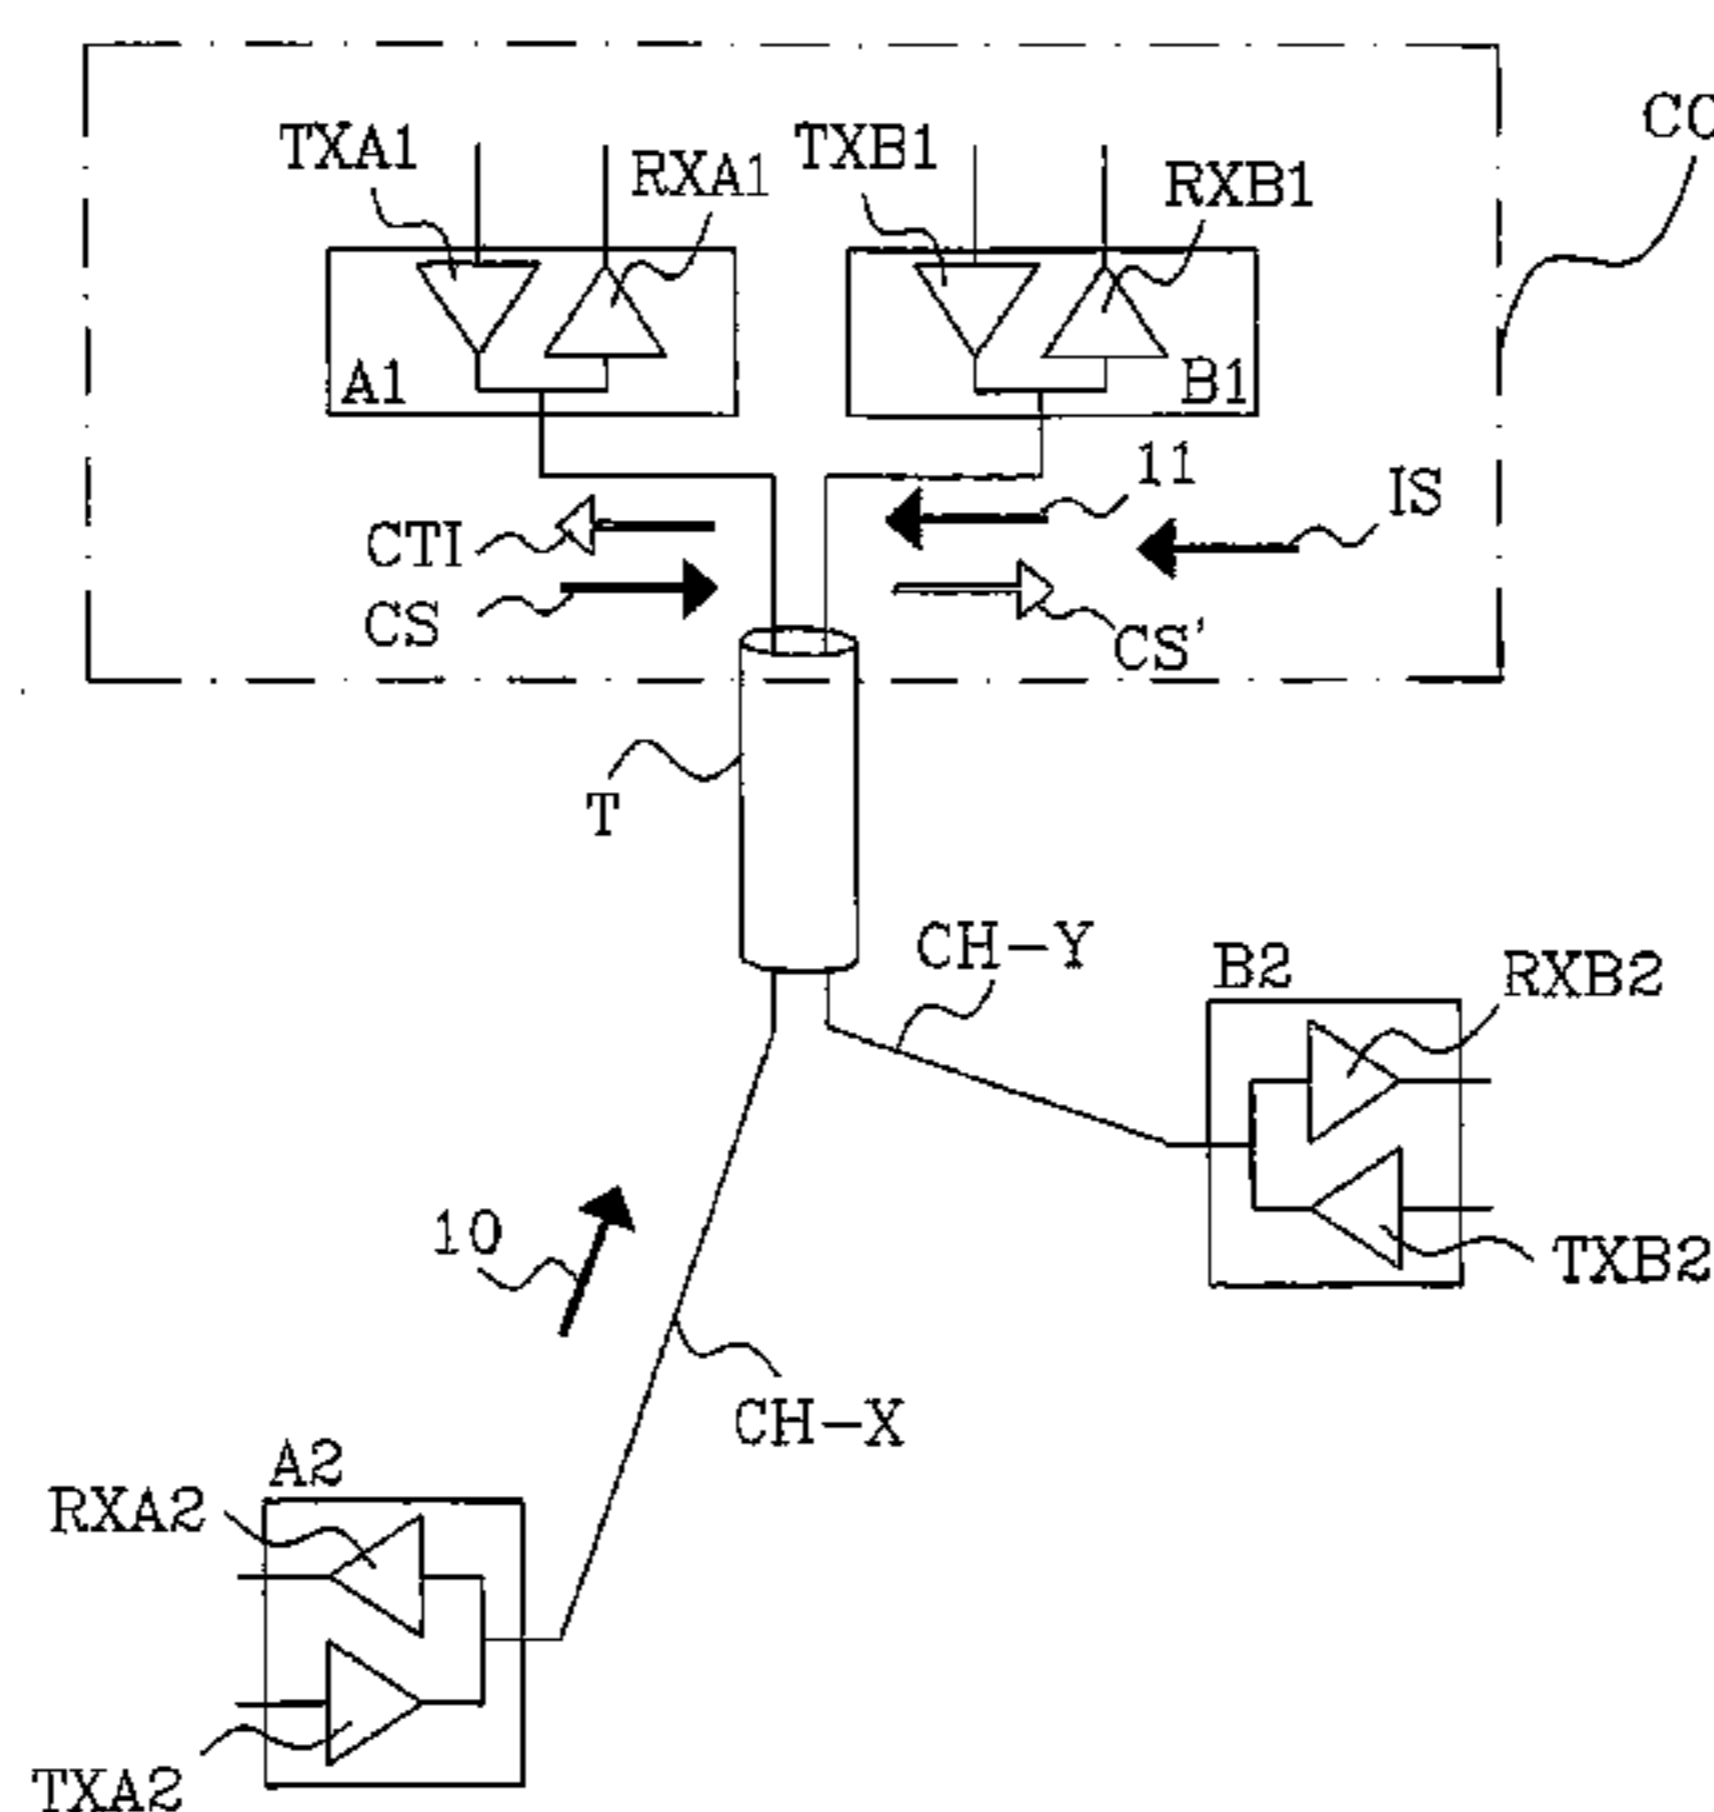 CO
TXA1
RXA1
TXB1
RXB1
A1
B1
11
IS
CTI
CS
CS'
T
CH-Y
B2
RXB2
10
TXB2
CH-X
A2
RXA2
TXA2